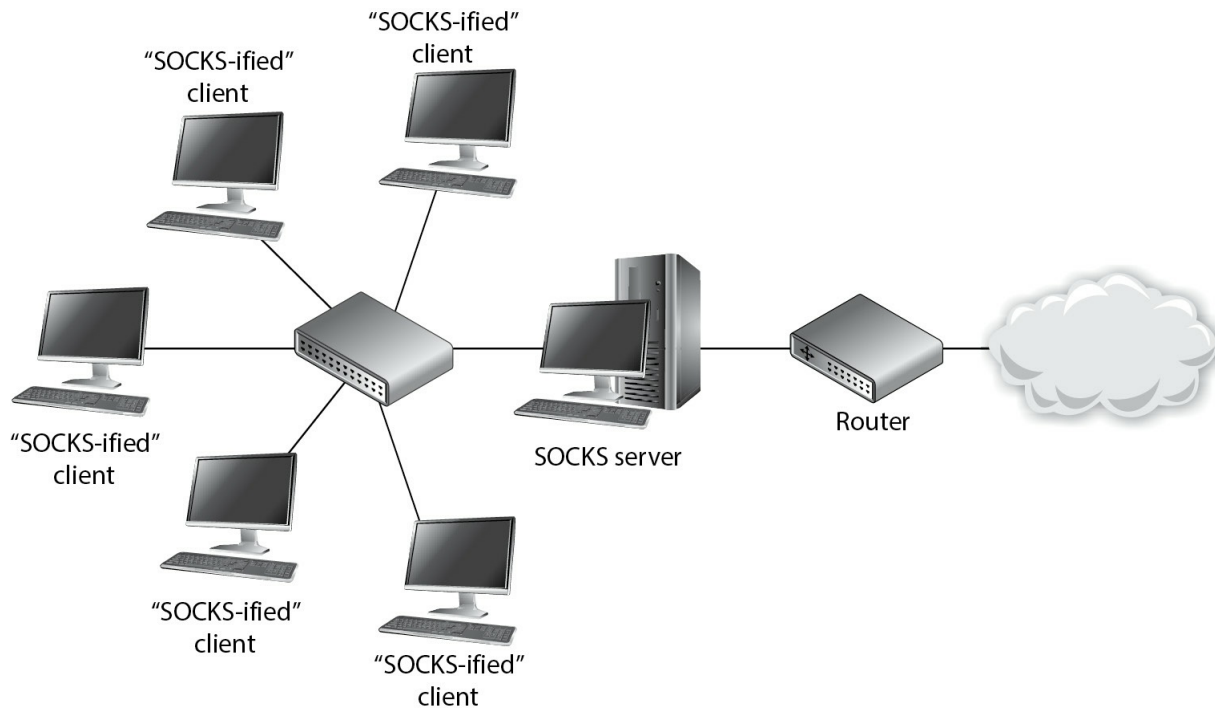 “SOCKS-ified”
client
“SOCKS-ified”
client
“SOCKS-ified”
client
SOCKS server
Router
“SOCKS-ified”
client
“SOCKS-ified”
client